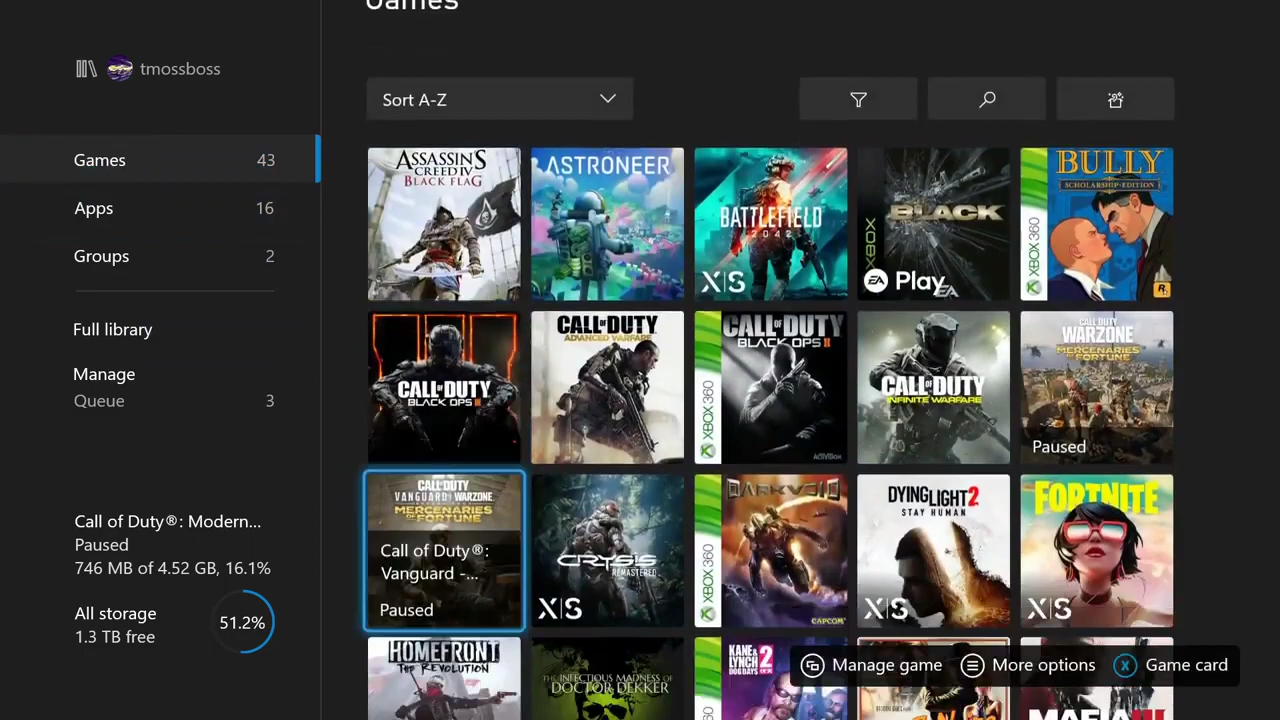 Games
tmossboss
Sort A-Z
Games 43
Apps 16
Groups 2
Full library
Manage
Queue 3
Call of Duty®: Modern...
Paused
746 MB of 4.52 GB, 16.1%
All storage
1.3 TB free
51.2%
ASSASSIN'S
CREED IV
BLACK FLAG
ASTRONEER
BATTLEFIELD
2042
X|S
BLACK
XBOX
EA Play
EA
BULLY
SCHOLARSHIP EDITION
XBOX 360
R
CALL OF DUTY
BLACK OPS III
CALL OF DUTY
ADVANCED WARFARE
CALL OF DUTY
BLACK OPS II
XBOX 360
ACTIVISION
CALL OF DUTY
INFINITE WARFARE
CALL OF DUTY
WARZONE
MERCENARIES
OF FORTUNE
Paused
CALL OF DUTY
VANGUARD | WARZONE
MERCENARIES
OF FORTUNE
Call of Duty®:
Vanguard -...
Paused
CRYSIS
REMASTERED
X|S
DARKVOID
XBOX 360
CAPCOM
DYING LIGHT 2
STAY HUMAN
X|S
FORTNITE
X|S
HOMEFRONT
THE REVOLUTION
THE INFECTIOUS MADNESS OF
DOCTOR DEKKER
KANE &
LYNCH 2
DOG DAYS
360
MAFIA III
Manage game
More options
X Game card